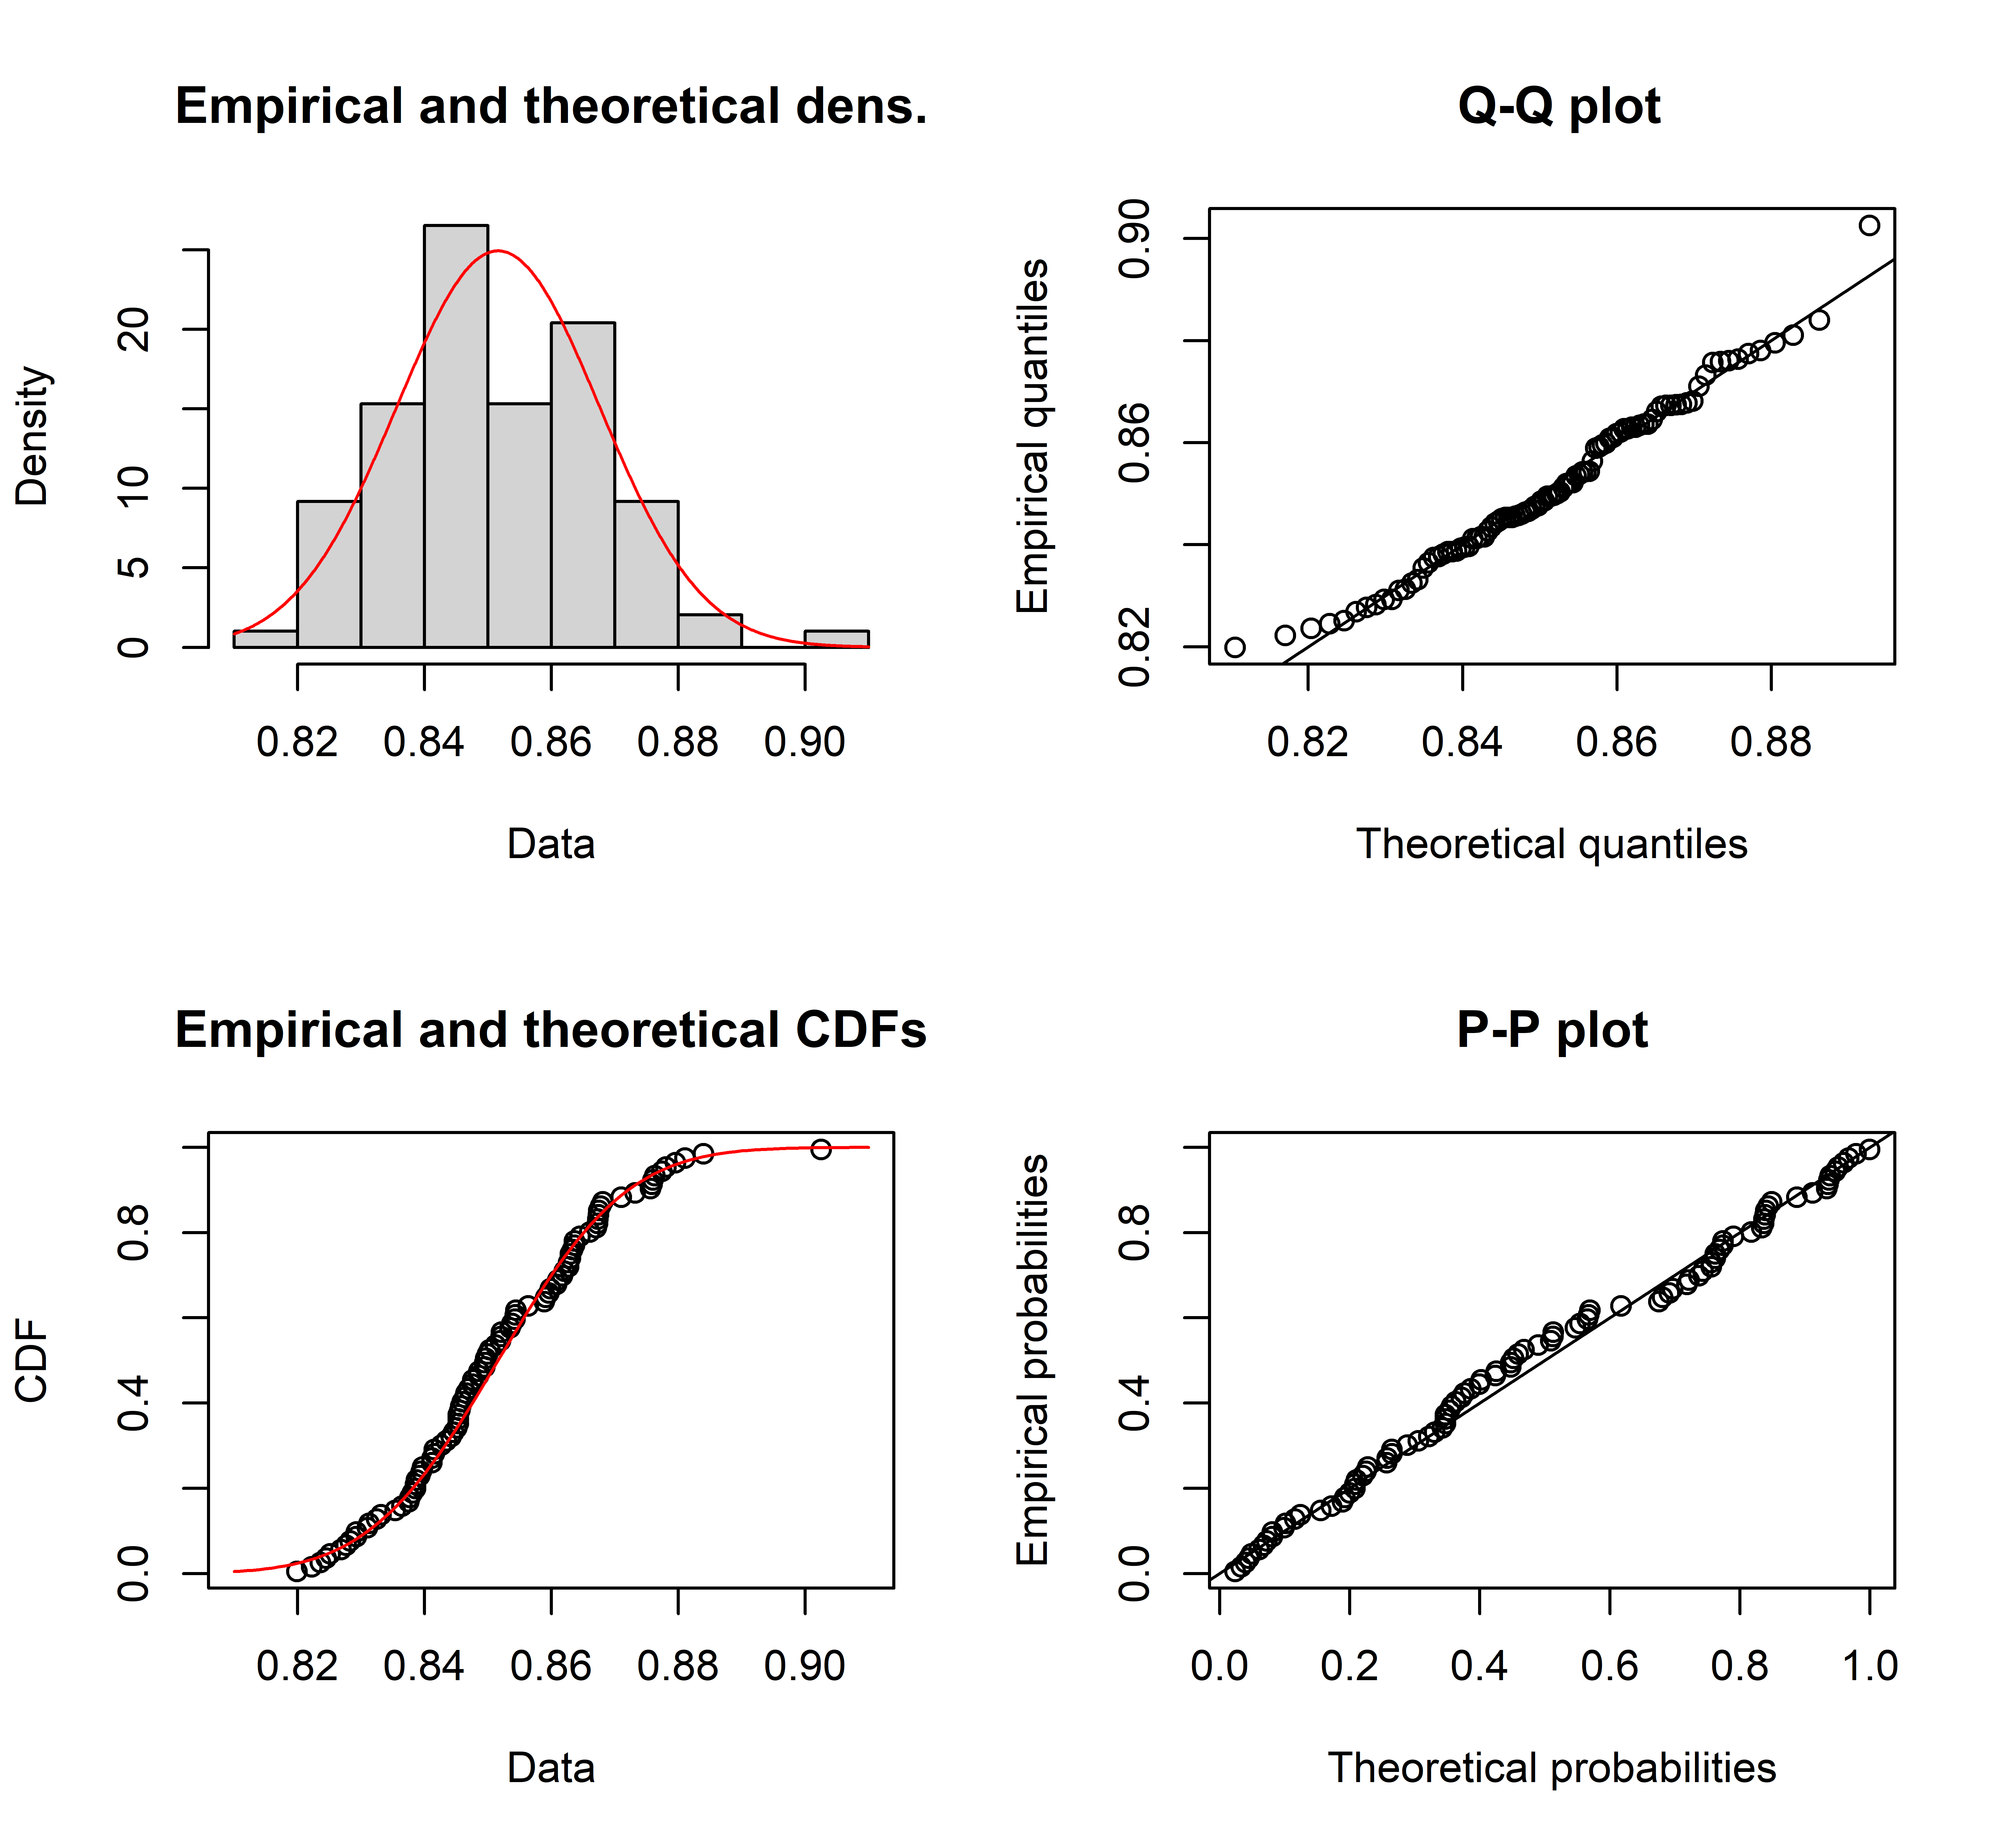 Empirical and theoretical dens.
Density
0 5 10 20
0.82 0.84 0.86 0.88 0.90
Data
Q-Q plot
Empirical quantiles
0.82 0.86 0.90
0.82 0.84 0.86 0.88
Theoretical quantiles
Empirical and theoretical CDFs
CDF
0.0 0.4 0.8
0.82 0.84 0.86 0.88 0.90
Data
P-P plot
Empirical probabilities
0.0 0.4 0.8
0.0 0.2 0.4 0.6 0.8 1.0
Theoretical probabilities